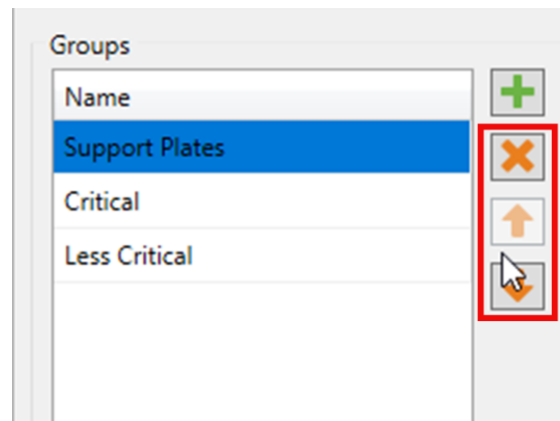 Groups
Name
Support Plates
Critical
Less Critical